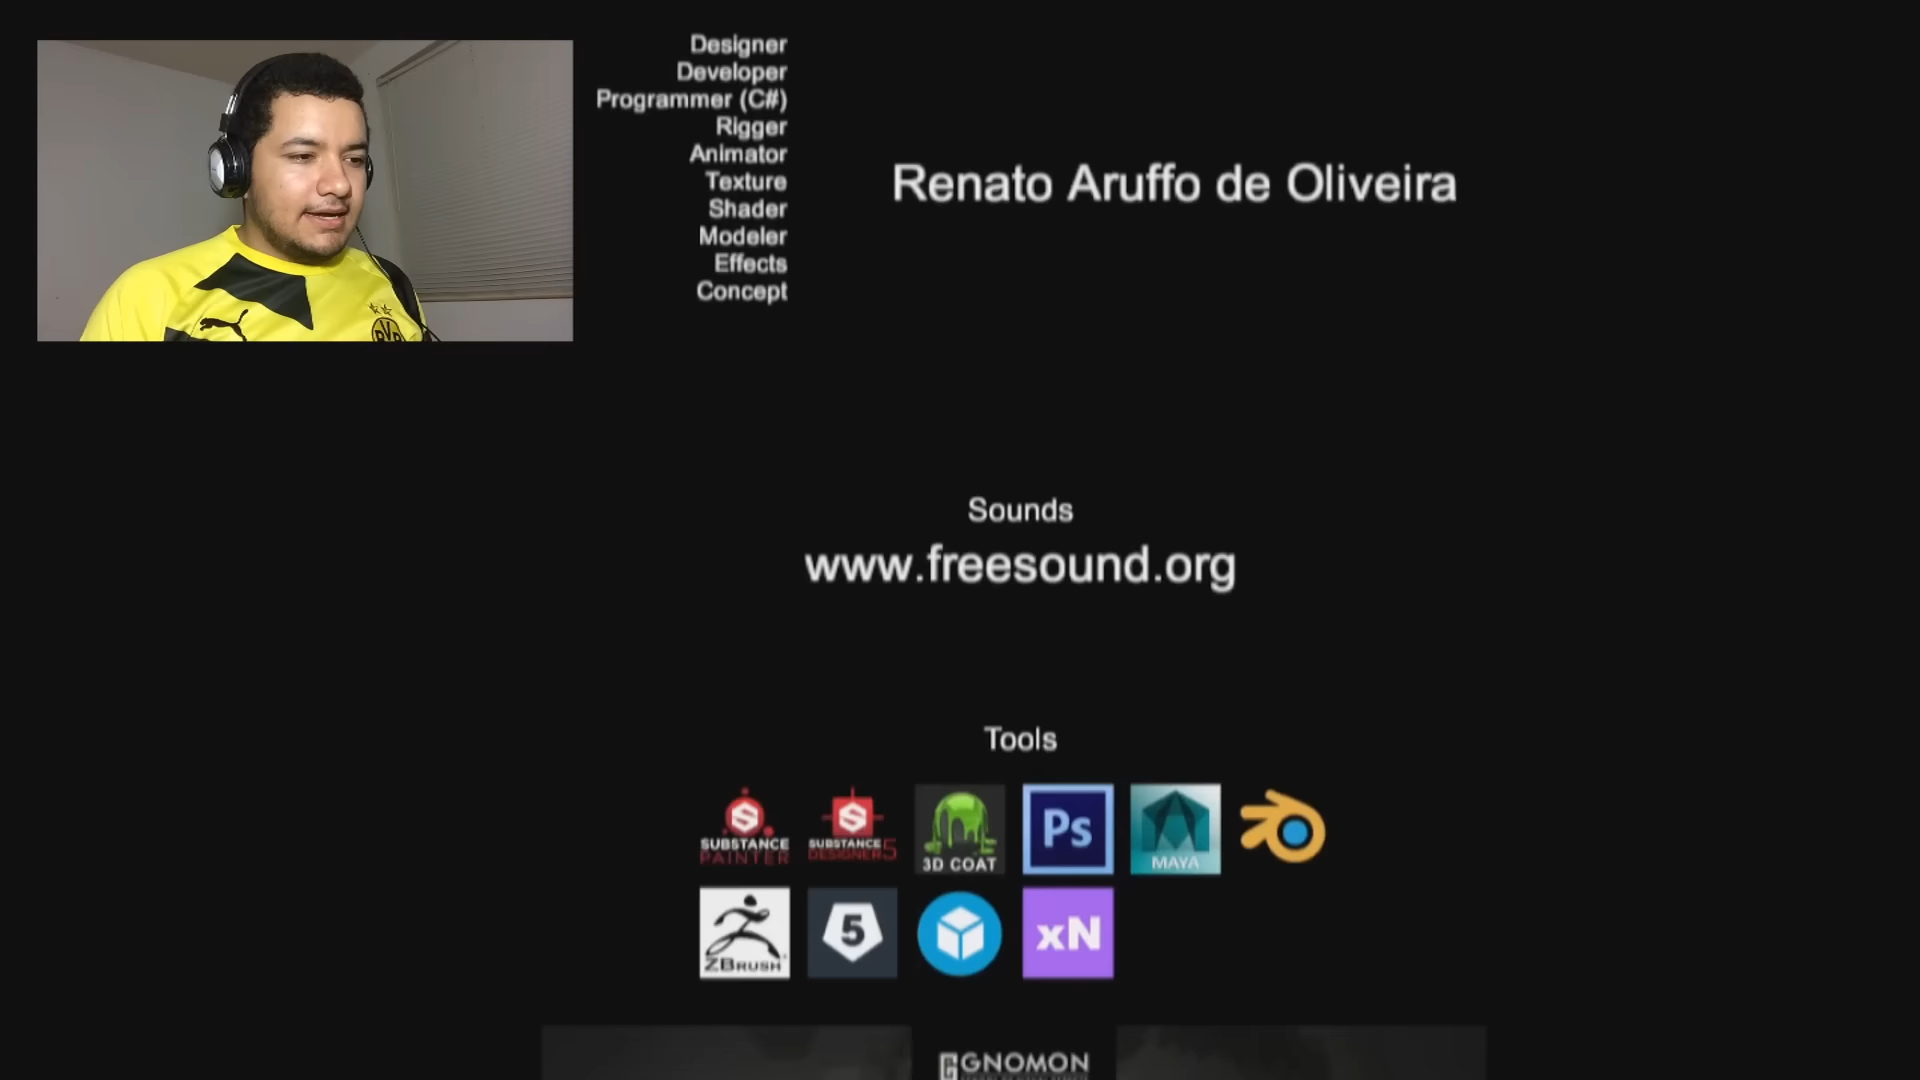 Designer
Developer
Programmer (C#)
Rigger
Animator
Texture
Shader
Modeler
Effects
Concept
Renato Aruffo de Oliveira
BVB
Sounds
www.freesound.org
Tools
SUBSTANCE
PAINTER
SUBSTANCE
DESIGNER 5
3D COAT
Ps
MAYA
ZBRUSH
5
xN
GNOMON